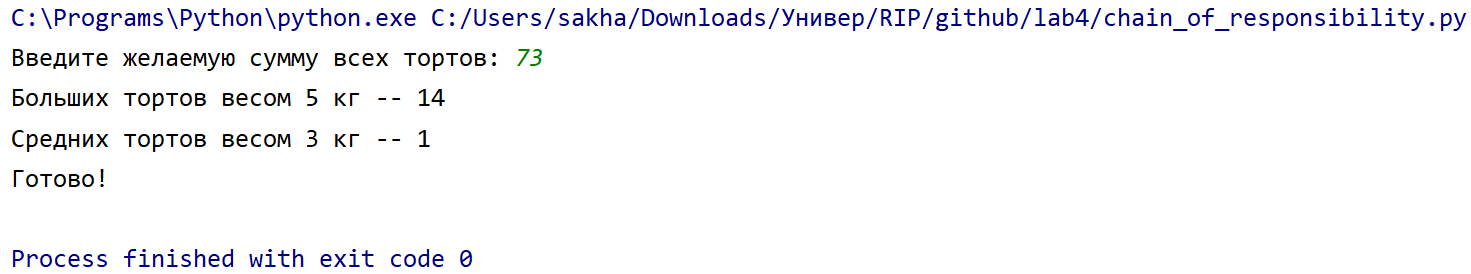 C:\Programs\Python\python.exe C:/Users/sakha/Downloads/Универ/RIP/github/lab4/chain_of_responsibility.py
Введите желаемую сумму всех тортов: 73
Больших тортов весом 5 кг -- 14
Средних тортов весом 3 кг -- 1
Готово!
Process finished with exit code 0